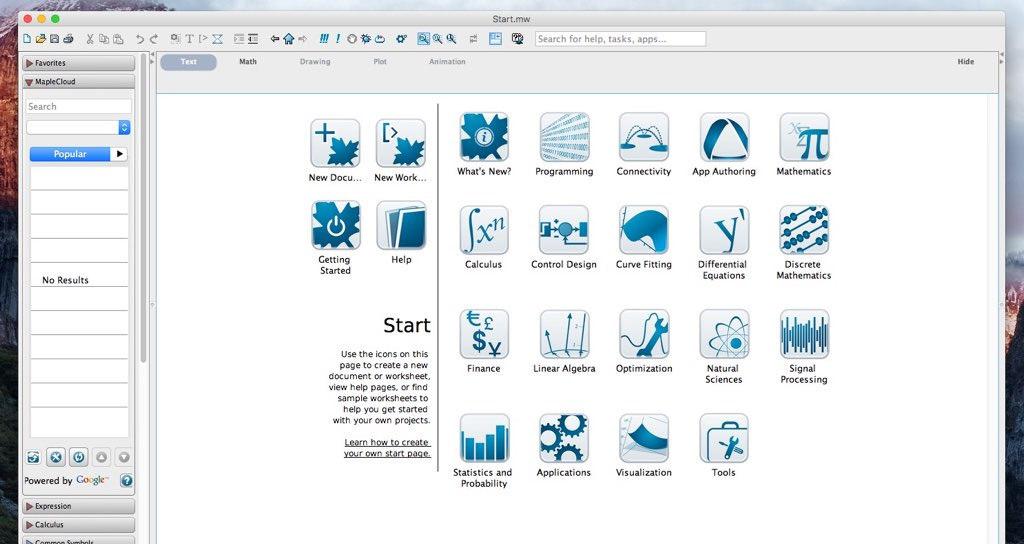 Start.mw
Search for help, tasks, apps...
Favorites
MapleCloud
Search
Popular
No Results
Powered by Google™
Expression
Calculus
Common Symbols
Text Math Drawing Plot Animation Hide
New Docu... New Work...
Getting
Started
Help
Start
Use the icons on this
page to create a new
document or worksheet,
view help pages, or find
sample worksheets to
help you get started
with your own projects.
Learn how to create
your own start page.
What's New? Programming Connectivity App Authoring Mathematics
Calculus Control Design Curve Fitting Differential
Equations
Discrete
Mathematics
Finance Linear Algebra Optimization Natural
Sciences
Signal
Processing
Statistics and
Probability
Applications Visualization Tools